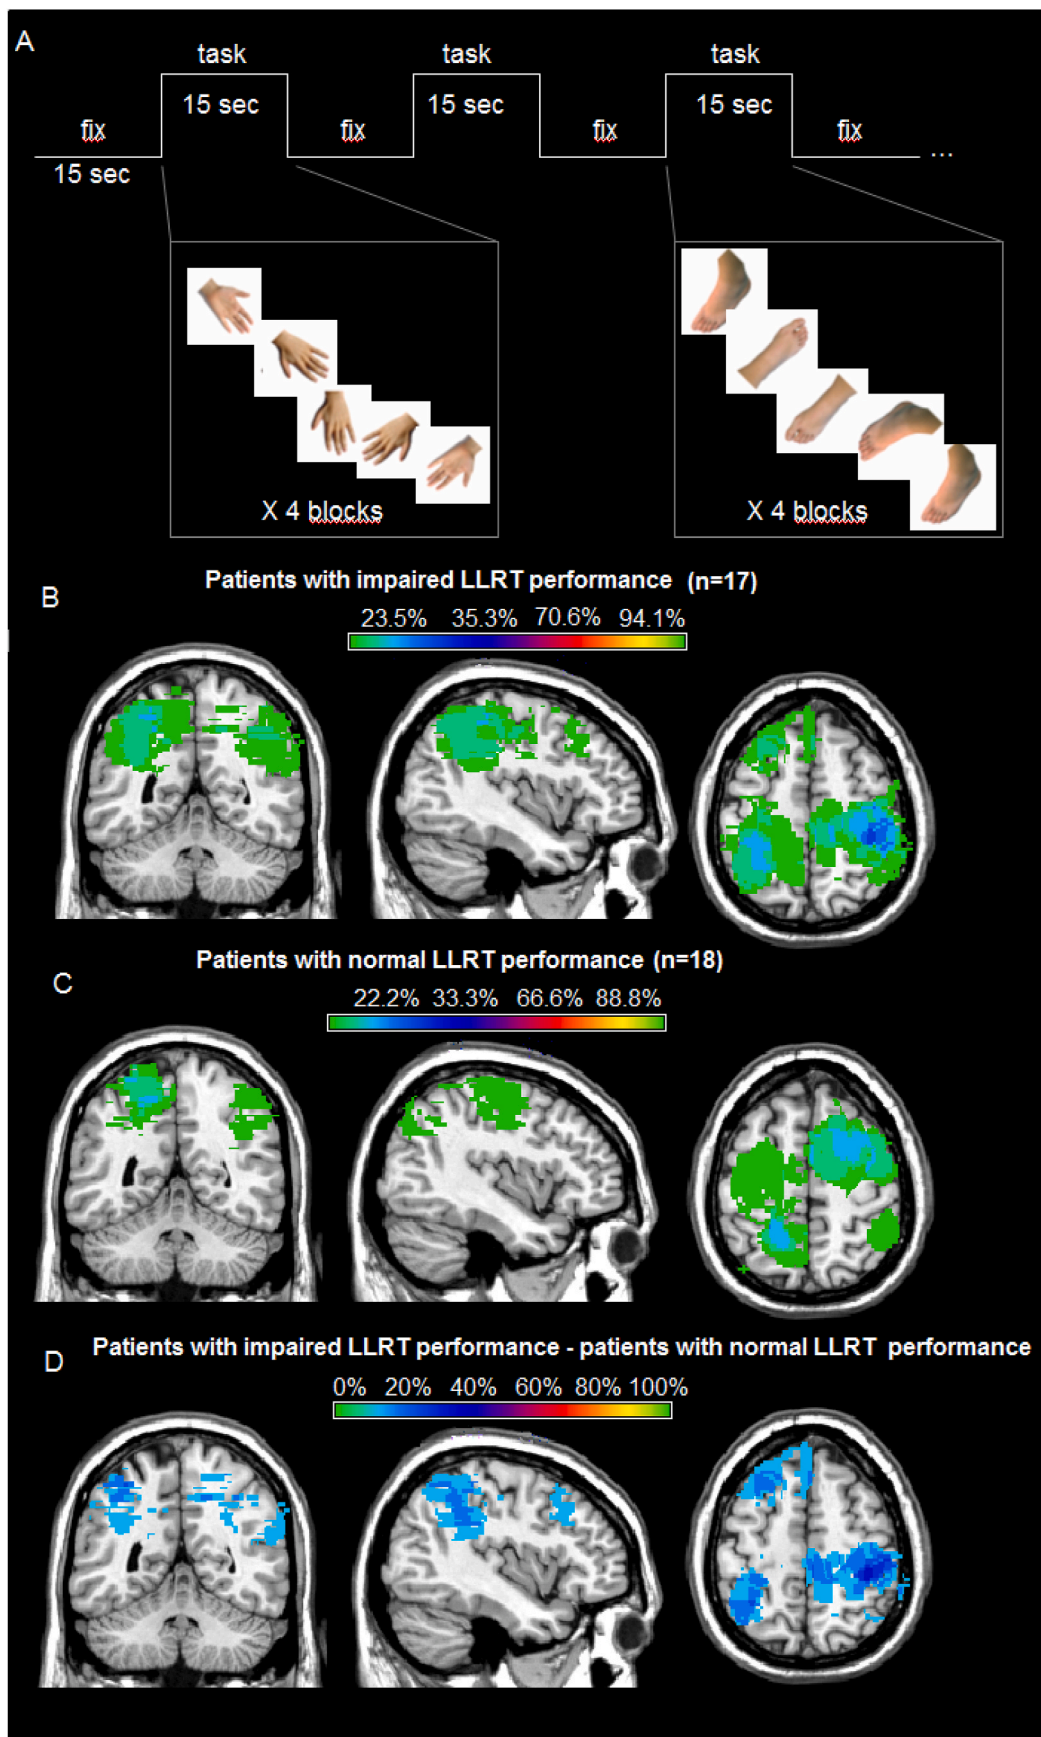 A
task task task
15 sec 15 sec 15 sec
fix fix fix fix
15 sec ...
X 4 blocks X 4 blocks
B
Patients with impaired LLRT performance (n=17)
23.5% 35.3% 70.6% 94.1%
C
Patients with normal LLRT performance (n=18)
22.2% 33.3% 66.6% 88.8%
D
Patients with impaired LLRT performance - patients with normal LLRT performance
0% 20% 40% 60% 80% 100%